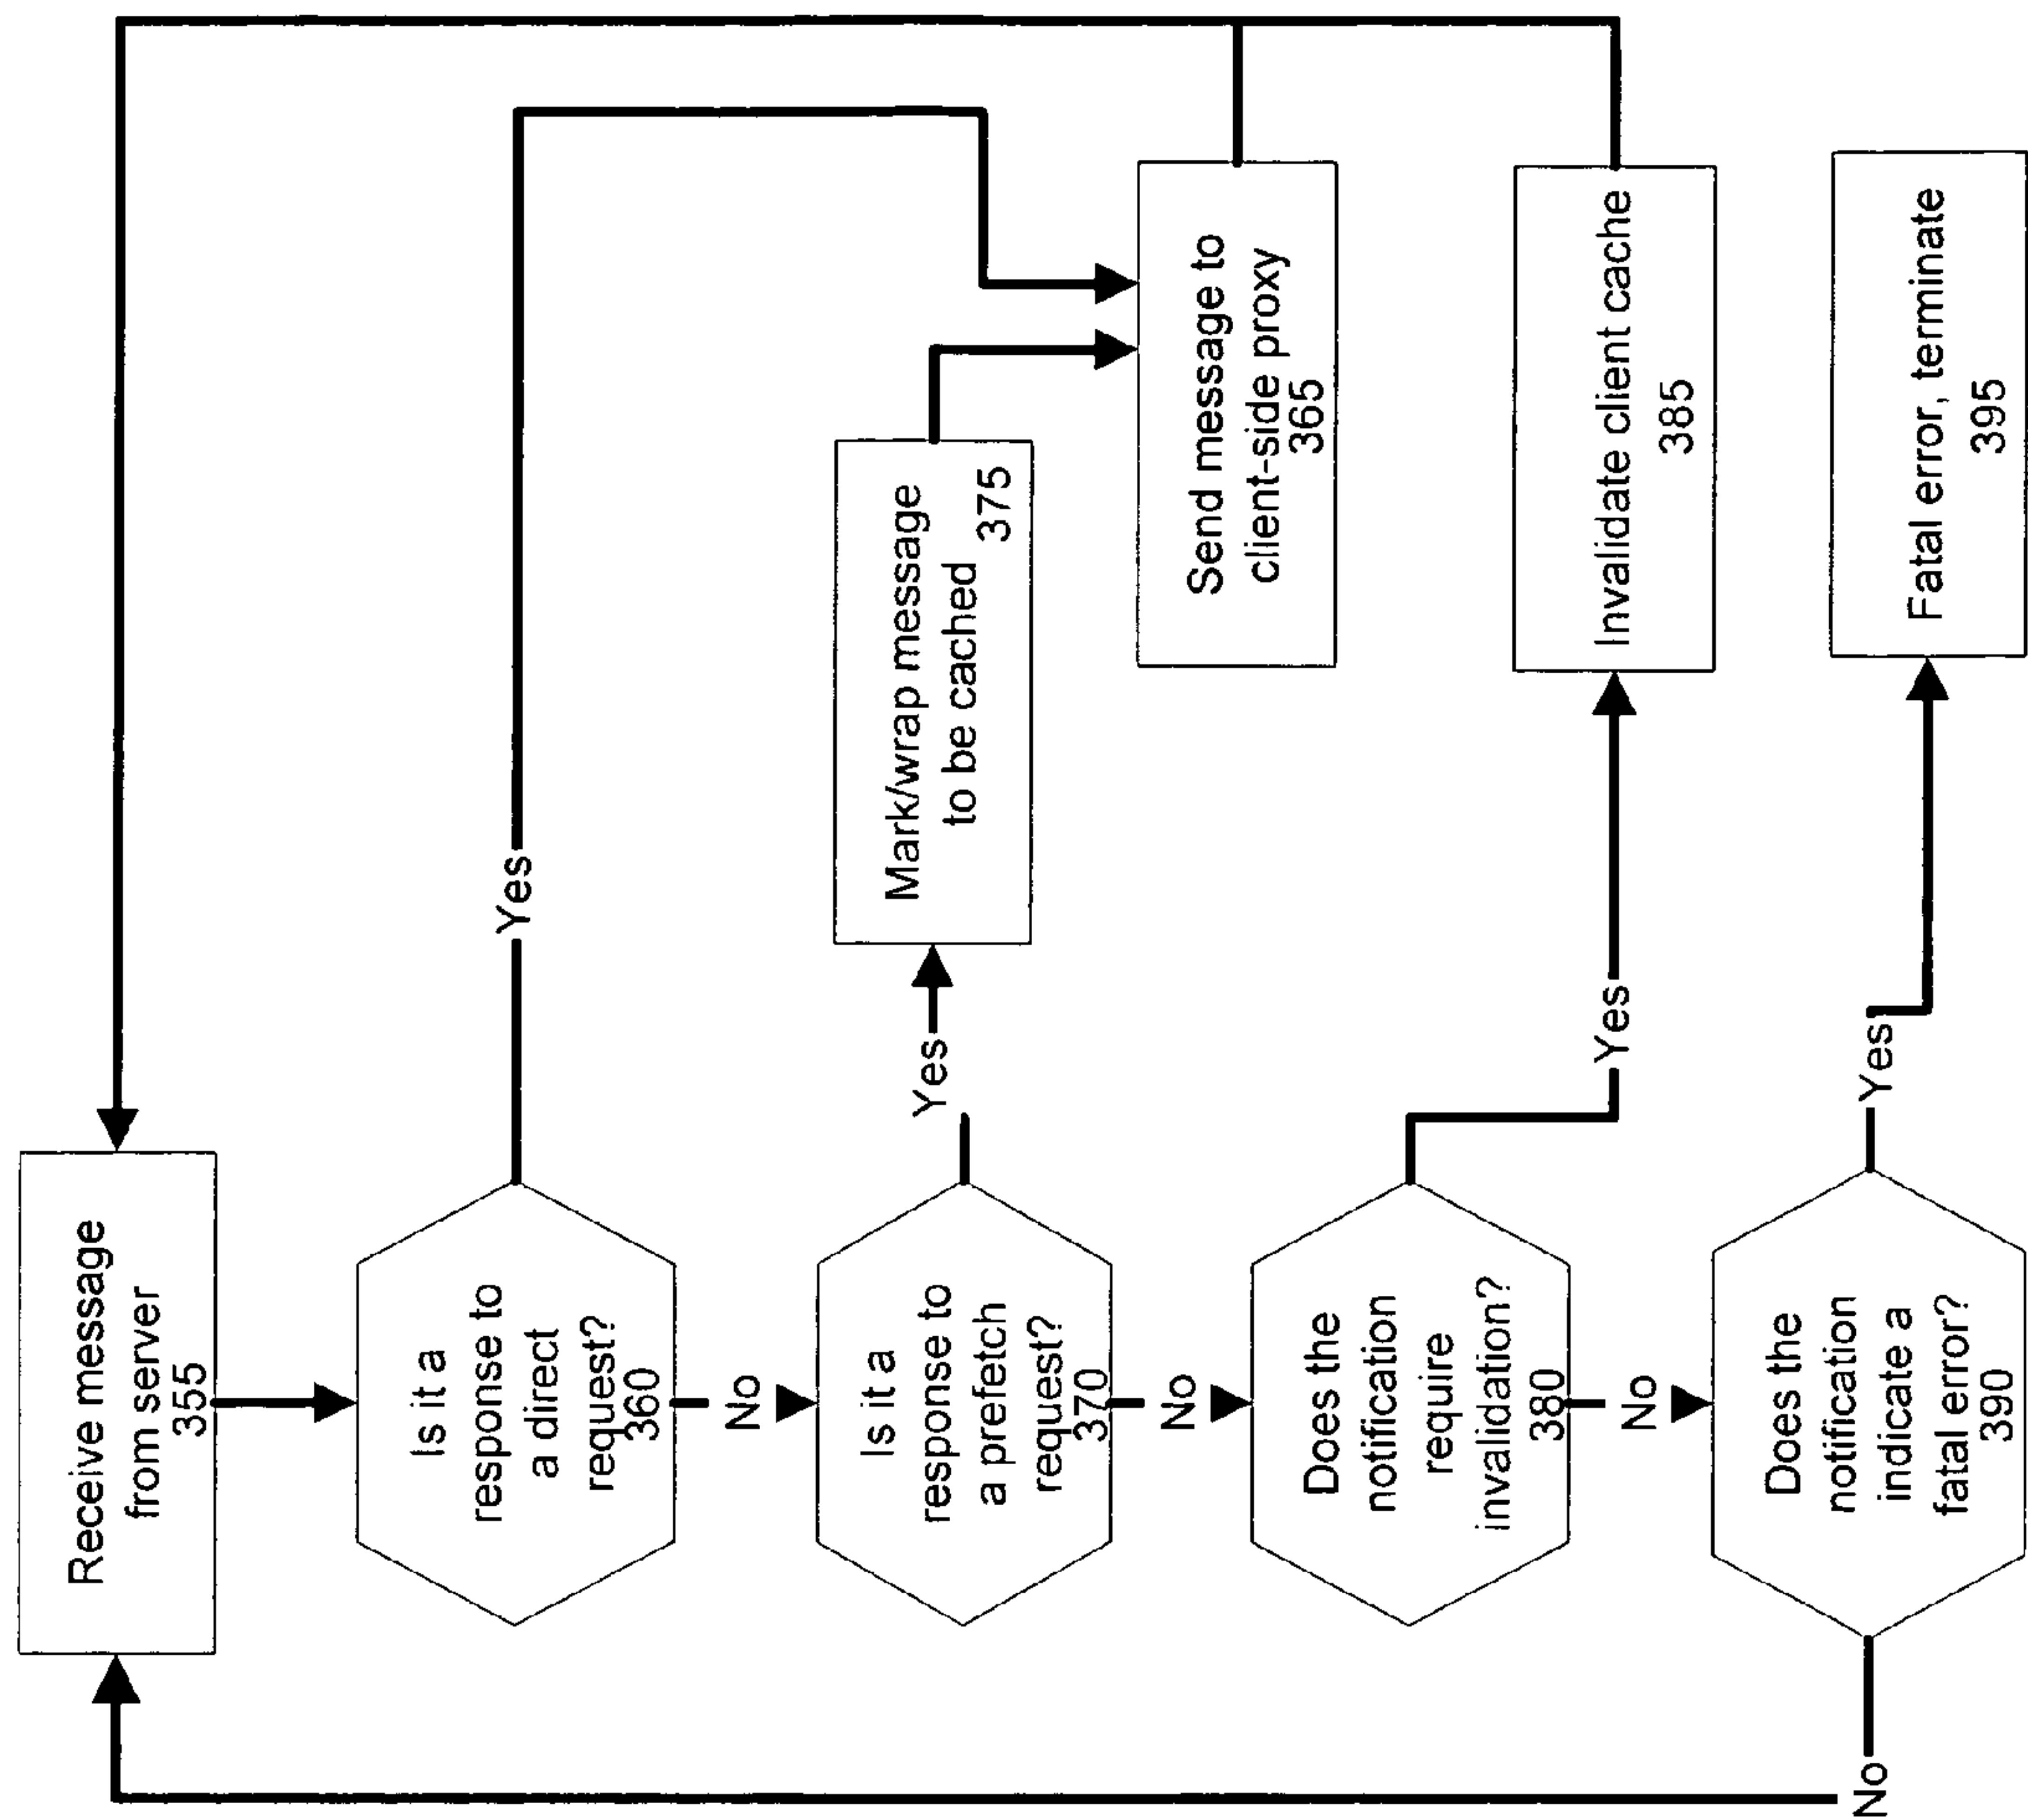 Receive message
from server
355
Is it a
response to
a direct
request?
360
Yes
No
Is it a
response to
a prefetch
request?
370
Yes
Mark/wrap message
to be cached
375
Send message to
client-side proxy
365
No
Does the
notification
require
invalidation?
380
Yes
Invalidate client cache
385
No
Does the
notification
indicate a
fatal error?
390
Yes
Fatal error, terminate
395
No